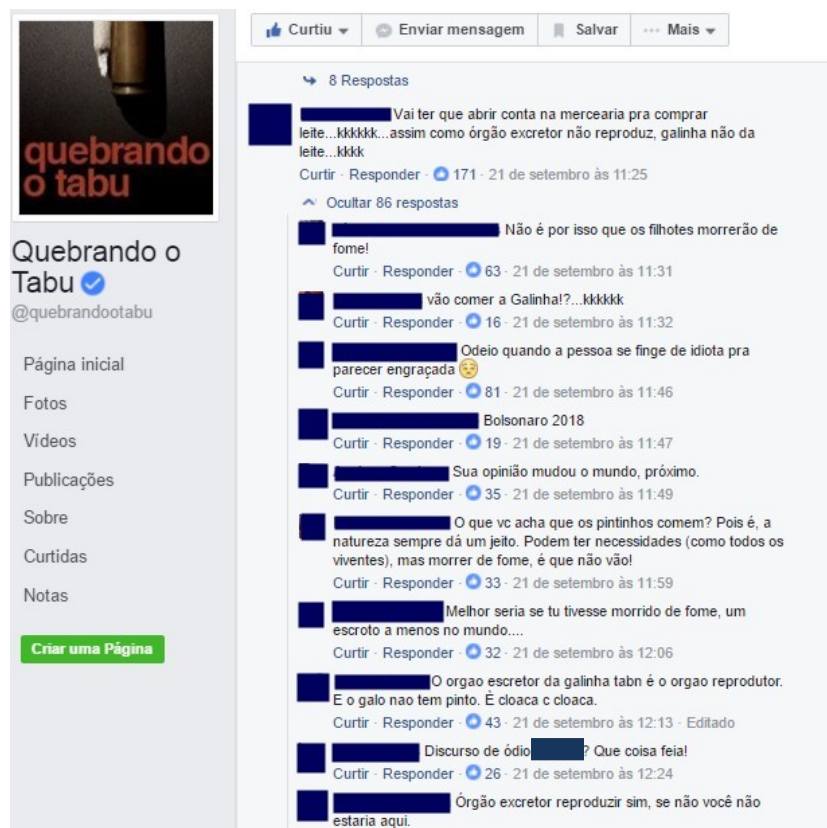 quebrando
o tabu
Quebrando o
Tabu
@quebrandootabu
Página inicial
Fotos
Vídeos
Publicações
Sobre
Curtidas
Notas
Criar uma Página
Curtiu
Enviar mensagem
Salvar
Mais
8 Respostas
Vai ter que abrir conta na mercearia pra comprar
leite...kkkkkk...assim como órgão excretor não reproduz, galinha não da
leite...kkkk
Curtir · Responder · 171 · 21 de setembro às 11:25
Ocultar 86 respostas
Não é por isso que os filhotes morrerão de
fome!
Curtir · Responder · 63 · 21 de setembro às 11:31
vão comer a Galinha!?...kkkkkk
Curtir · Responder · 16 · 21 de setembro às 11:32
Odeio quando a pessoa se finge de idiota pra
parecer engraçada
Curtir · Responder · 81 · 21 de setembro às 11:46
Bolsonaro 2018
Curtir · Responder · 19 · 21 de setembro às 11:47
Sua opinião mudou o mundo, próximo.
Curtir · Responder · 35 · 21 de setembro às 11:49
O que vc acha que os pintinhos comem? Pois é, a
natureza sempre dá um jeito. Podem ter necessidades (como todos os
viventes), mas morrer de fome, é que não vão!
Curtir · Responder · 33 · 21 de setembro às 11:59
Melhor seria se tu tivesse morrido de fome, um
escroto a menos no mundo....
Curtir · Responder · 32 · 21 de setembro às 12:06
O orgao escretor da galinha tabn é o orgao reprodutor.
E o galo nao tem pinto. È cloaca c cloaca.
Curtir · Responder · 43 · 21 de setembro às 12:13 · Editado
Discurso de ódio ? Que coisa feia!
Curtir · Responder · 26 · 21 de setembro às 12:24
Órgão excretor reproduzir sim, se não você não
estaria aqui.